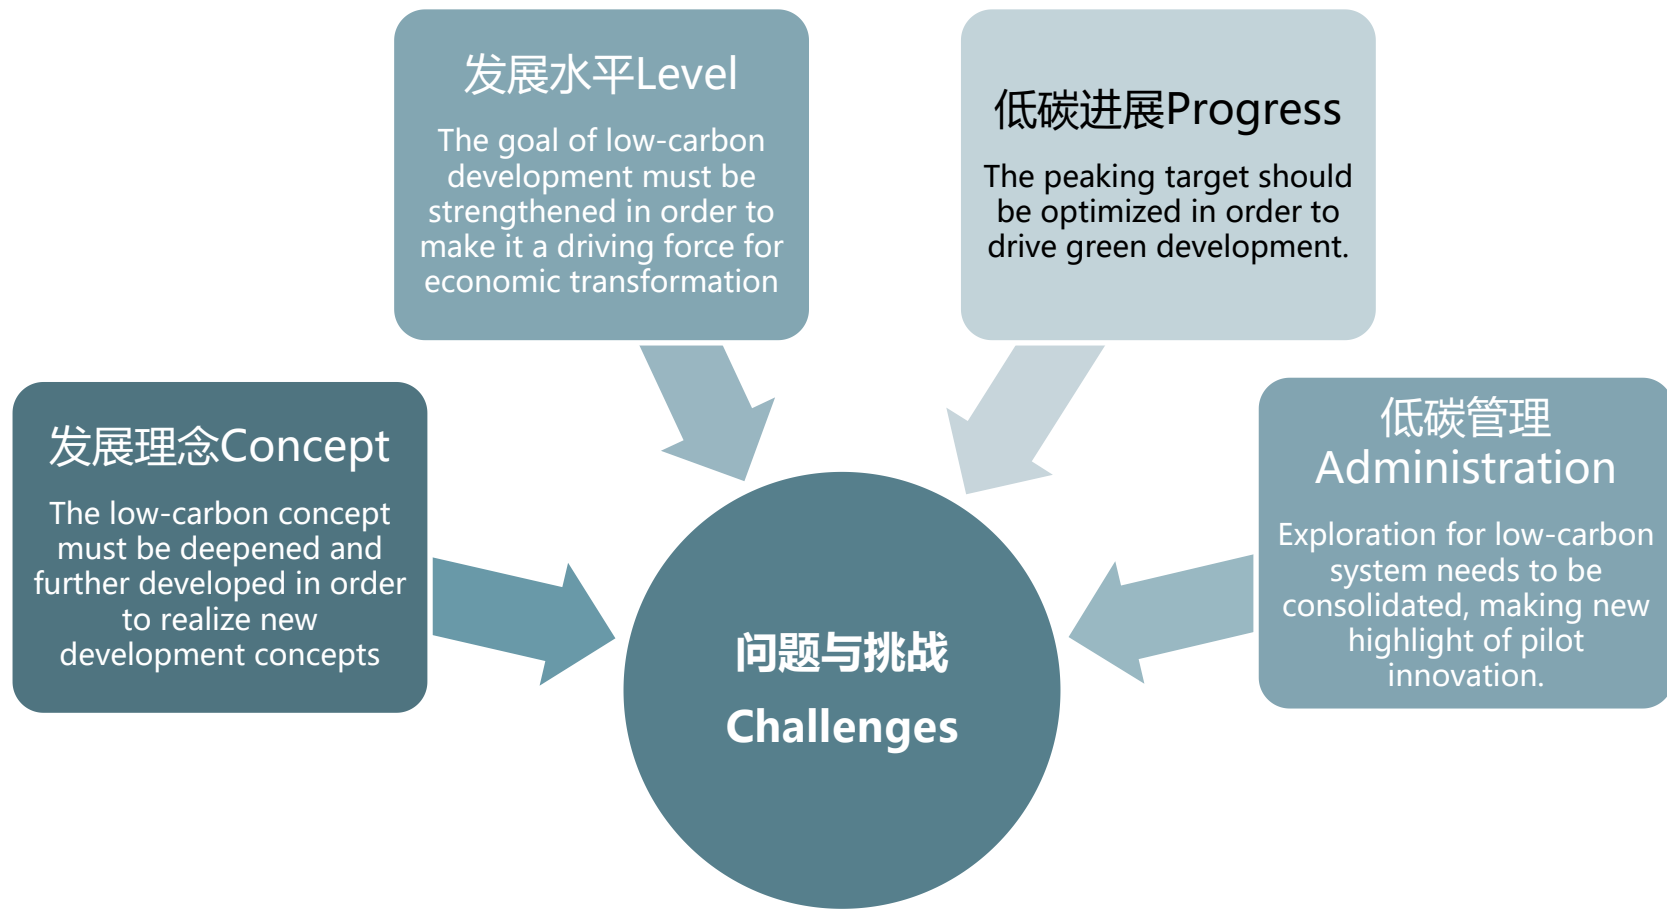 发展水平Level
The goal of low-carbon
development must be
strengthened in order to
make it a driving force for
economic transformation
低碳进展Progress
The peaking target should
be optimized in order to
drive green development.
发展理念Concept
The low-carbon concept
must be deepened and
further developed in order
to realize new
development concepts
低碳管理
Administration
Exploration for low-carbon
system needs to be
consolidated, making new
highlight of pilot
innovation.
问题与挑战
Challenges